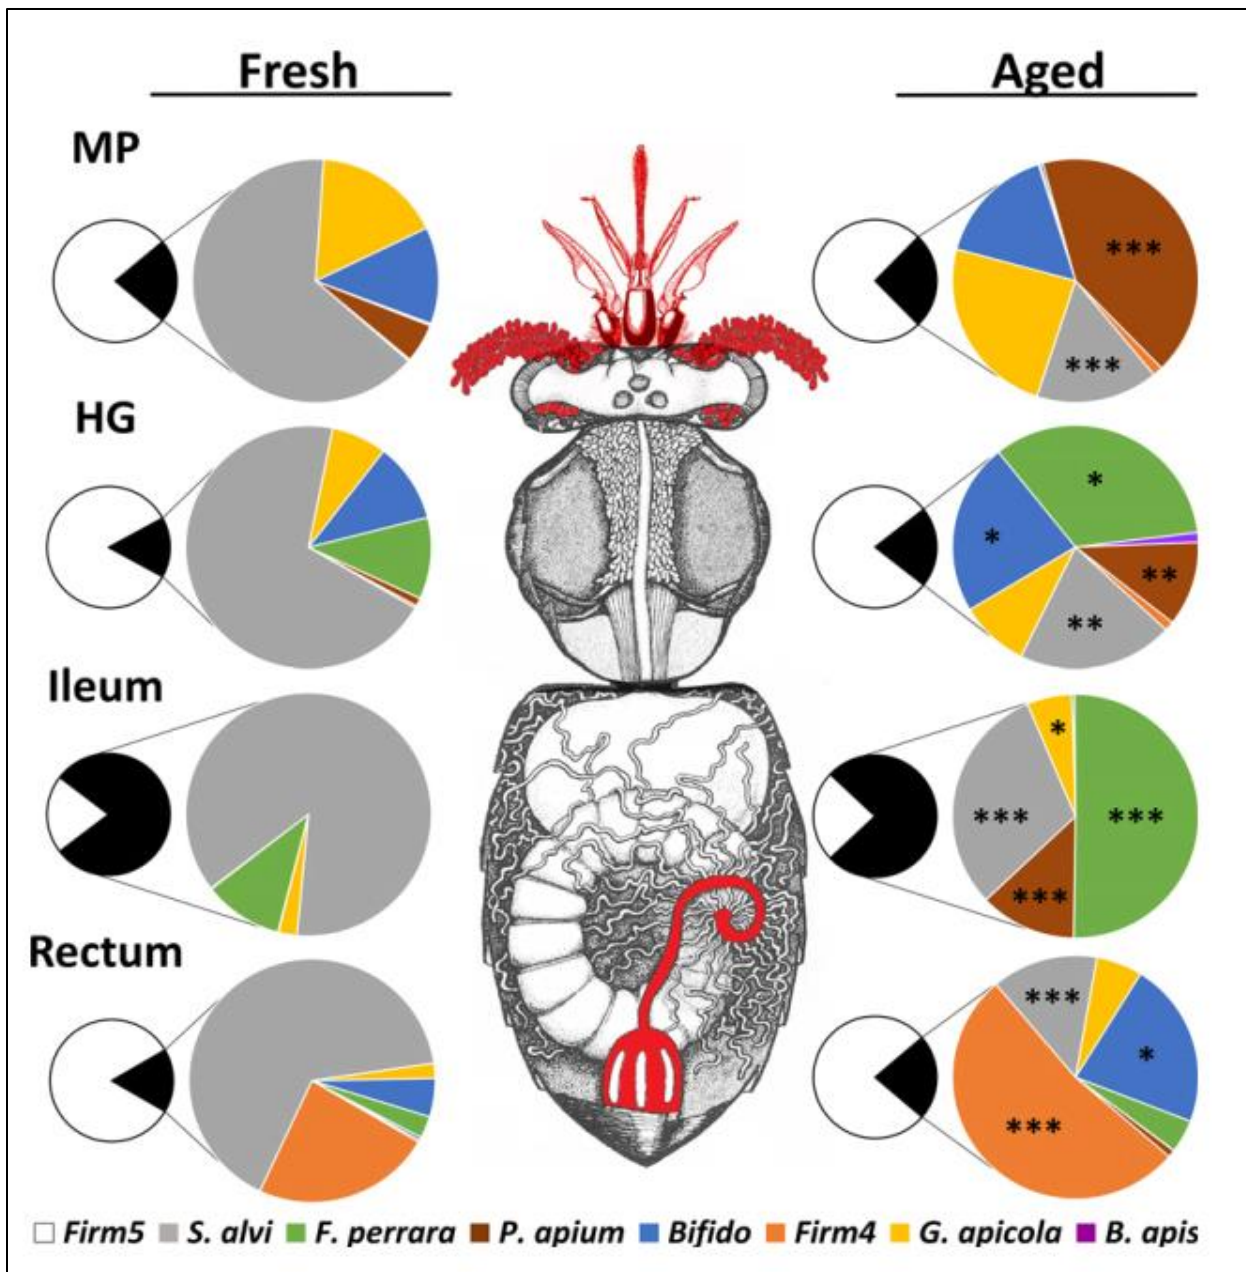 Fresh Aged
MP
***
***
HG
*
*
**
**
Ileum
*
***
***
***
Rectum
***
*
***
Firm5 S. alvi F. perrara P. apium Bifido Firm4 G. apicola B. apis